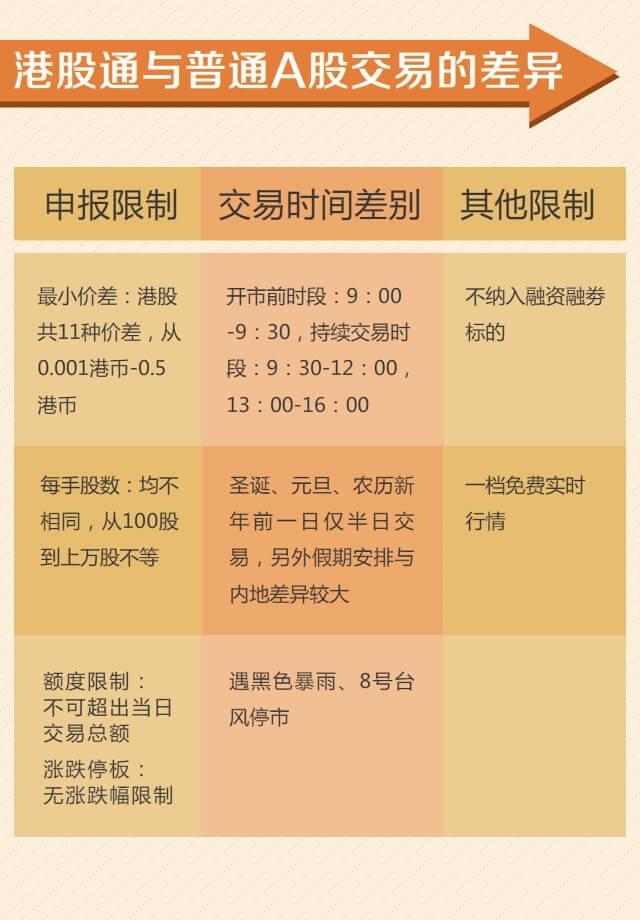 港股通与普通A股交易的差异
申报限制
交易时间差别
其他限制
最小价差：港股
共11种价差，从
0.001港币-0.5
港币
开市前时段：9：00
-9：30，持续交易时
段：9：30-12：00，
13：00-16：00
不纳入融资融券
标的
每手股数：均不
相同，从100股
到上万股不等
圣诞、元旦、农历新
年前一日仅半日交
易，另外假期安排与
内地差异较大
一档免费实时
行情
额度限制：
不可超出当日
交易总额
涨跌停板：
无涨跌幅限制
遇黑色暴雨、8号台
风停市